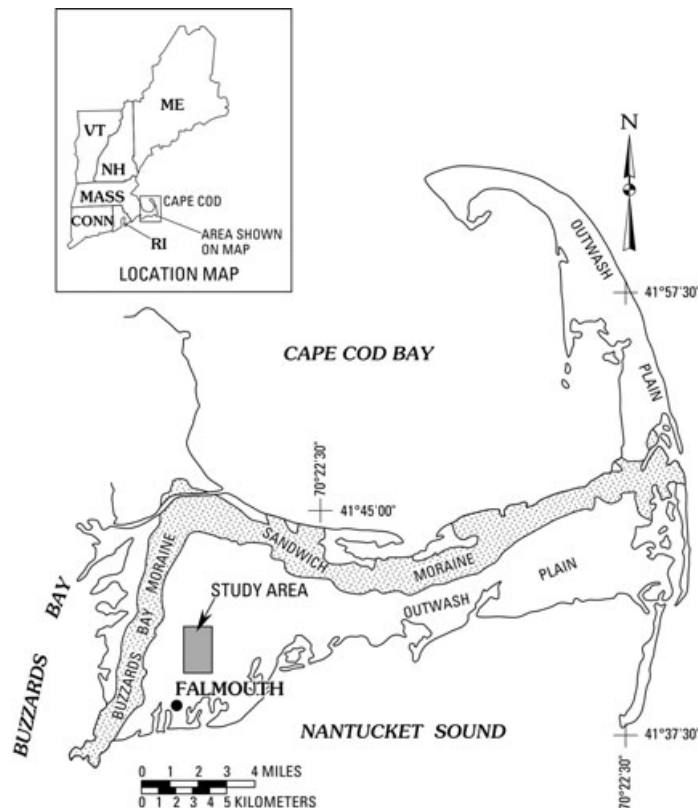 ME
VT
NH
MASS
CONN
RI
CAPE COD
AREA SHOWN
ON MAP
LOCATION MAP
N
OUTWASH
PLAIN
41°57'30"
CAPE COD BAY
70°22'30"
41°45'00"
SANDWICH
MORAINE
BUZZARDS BAY MORAINE
OUTWASH
PLAIN
STUDY AREA
BUZZARDS BAY
FALMOUTH
NANTUCKET SOUND
41°37'30"
70°22'30"
0 1 2 3 4 MILES
0 1 2 3 4 5 KILOMETERS